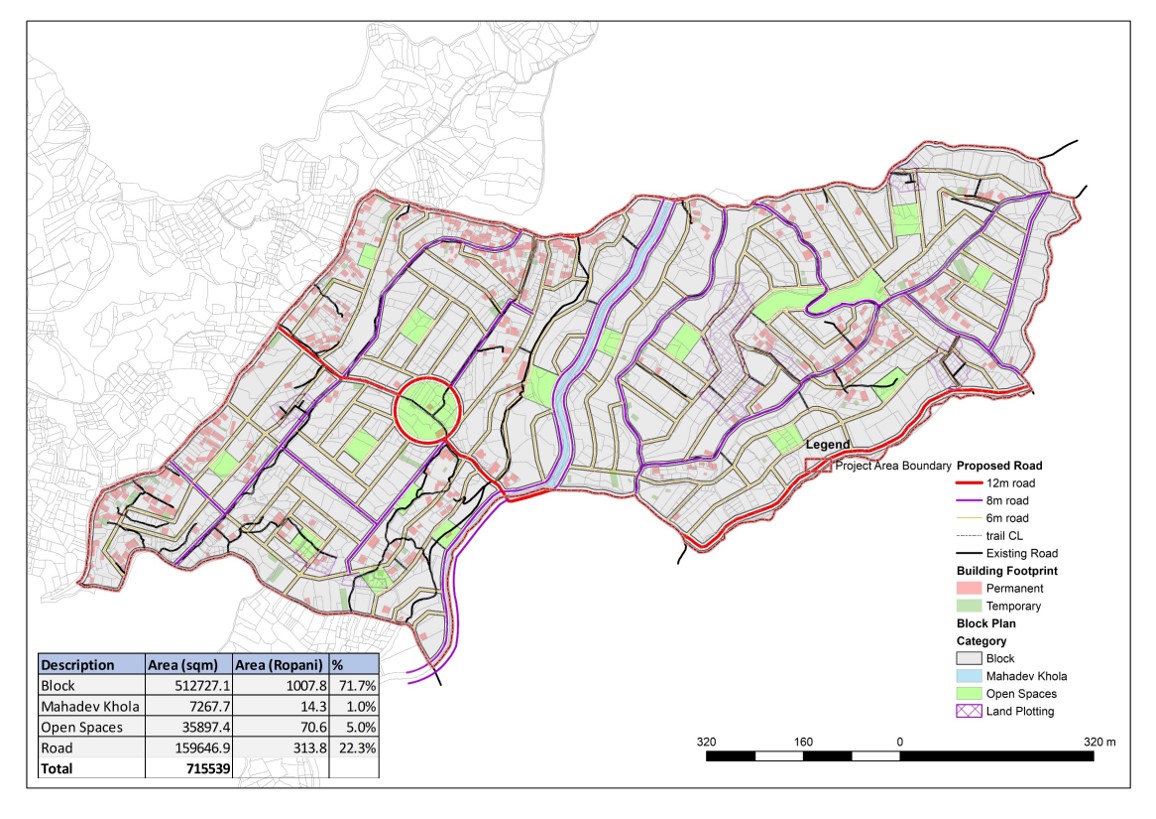 Legend
Project Area Boundary
Proposed Road
12m road
8m road
6m road
trail CL
Existing Road
Building Footprint
Permanent
Temporary
Block Plan
Category
Block
Mahadev Khola
Open Spaces
Land Plotting
Description Area (sqm) Area (Ropani) %
Block 512727.1 1007.8 71.7%
Mahadev Khola 7267.7 14.3 1.0%
Open Spaces 35897.4 70.6 5.0%
Road 159646.9 313.8 22.3%
Total 715539
320 160 0 320 m